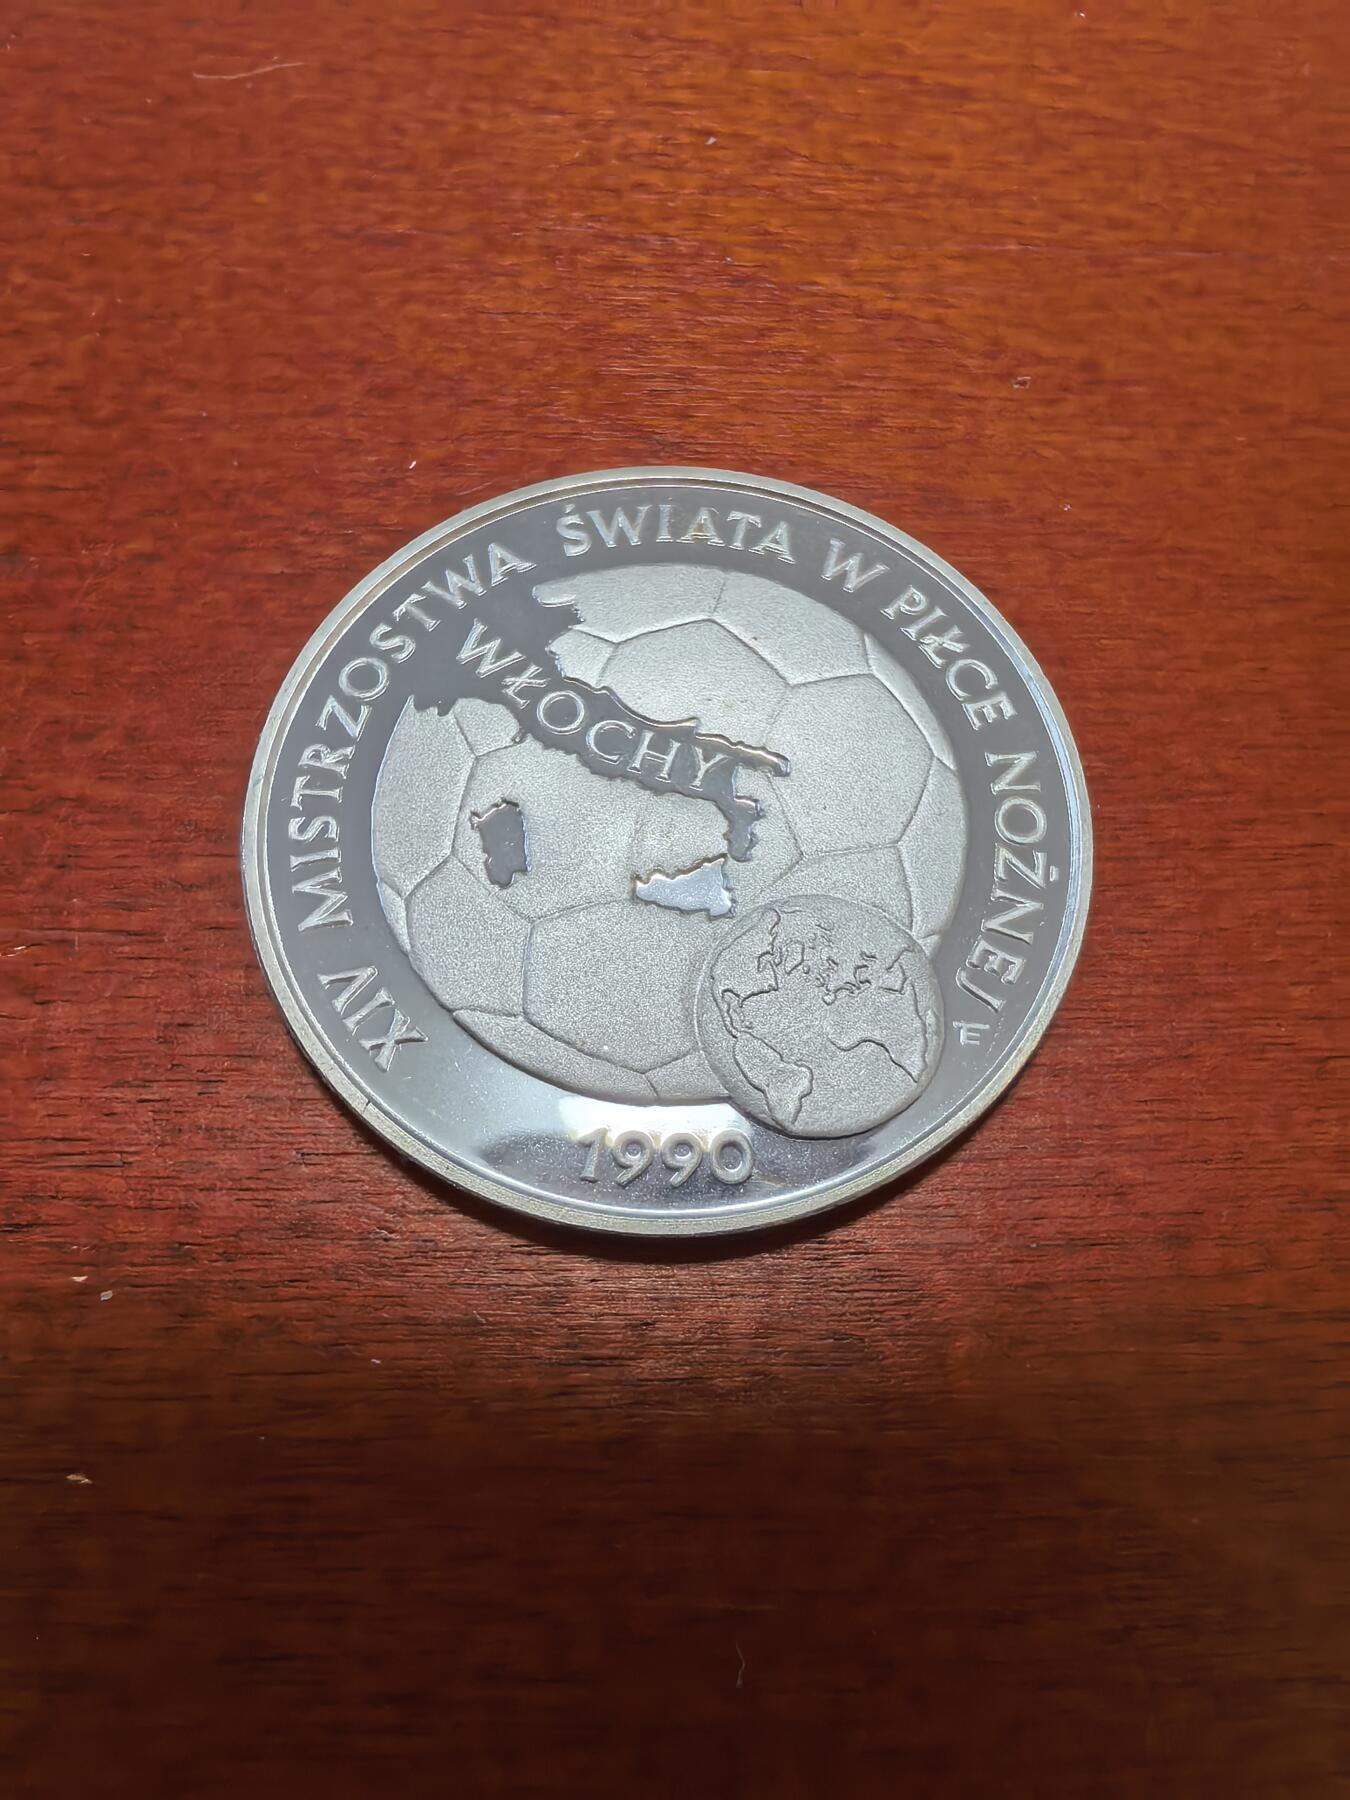 XIV MISTRZOSTWA ŚWIATA W PIŁCE NOŻNEJ
WŁOCHY
1990